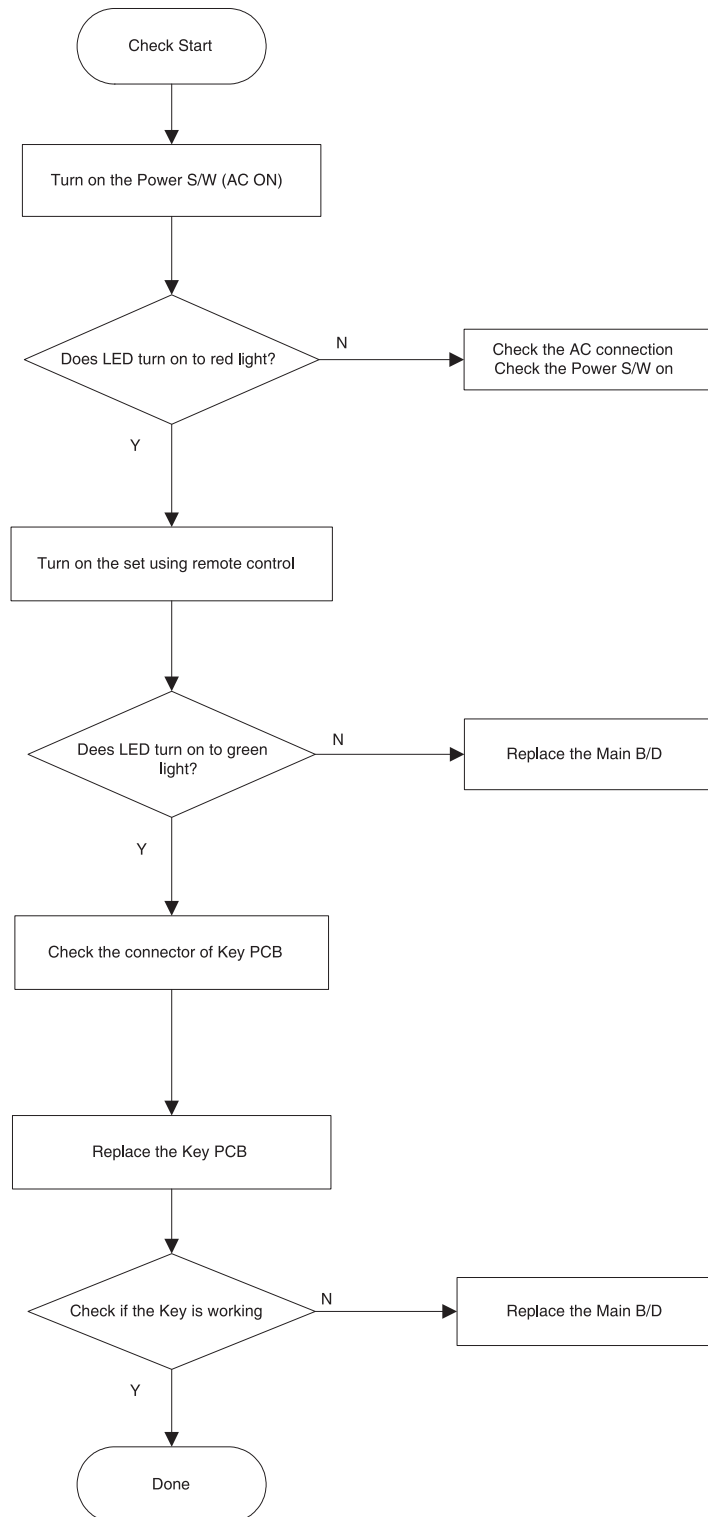 Check Start
Turn on the Power S/W (AC ON)
Does LED turn on to red light?
N
Check the AC connection
Check the Power S/W on
Y
Turn on the set using remote control
Dees LED turn on to green
light?
N
Replace the Main B/D
Y
Check the connector of Key PCB
Replace the Key PCB
Check if the Key is working
N
Replace the Main B/D
Y
Done